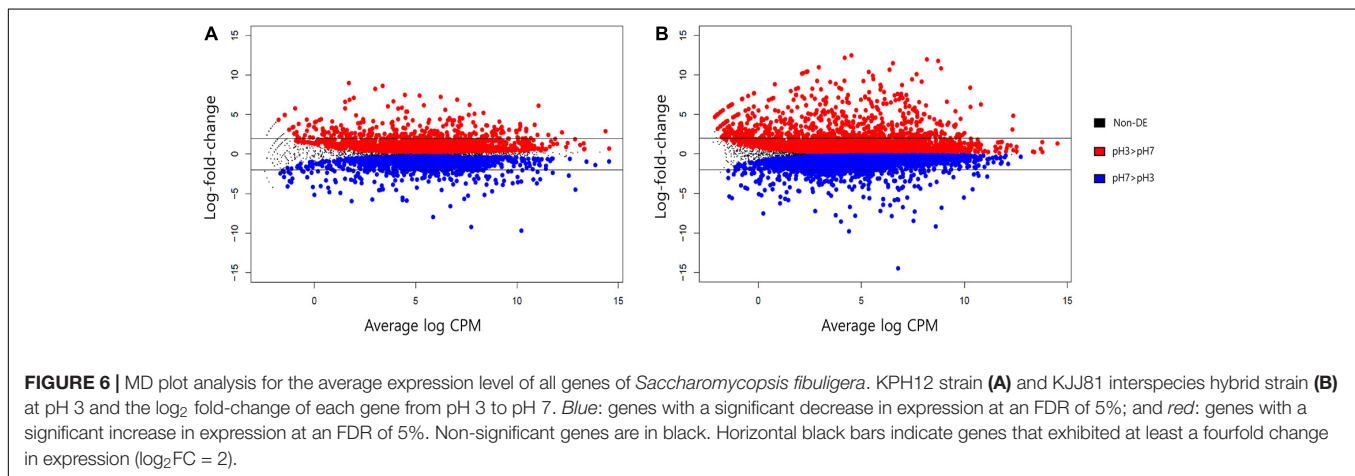 A
B
15
10
5
0
−5
−10
−15
Log-fold-change
0
5
10
15
Average log CPM
15
10
5
0
−5
−10
−15
Log-fold-change
0
5
10
15
Average log CPM
Non-DE
pH3>pH7
pH7>pH3
FIGURE 6 | MD plot analysis for the average expression level of all genes of Saccharomycopsis fibuligera. KPH12 strain (A) and KJJ81 interspecies hybrid strain (B)
at pH 3 and the log₂ fold-change of each gene from pH 3 to pH 7. Blue: genes with a significant decrease in expression at an FDR of 5%; and red: genes with a
significant increase in expression at an FDR of 5%. Non-significant genes are in black. Horizontal black bars indicate genes that exhibited at least a fourfold change
in expression (log₂FC = 2).